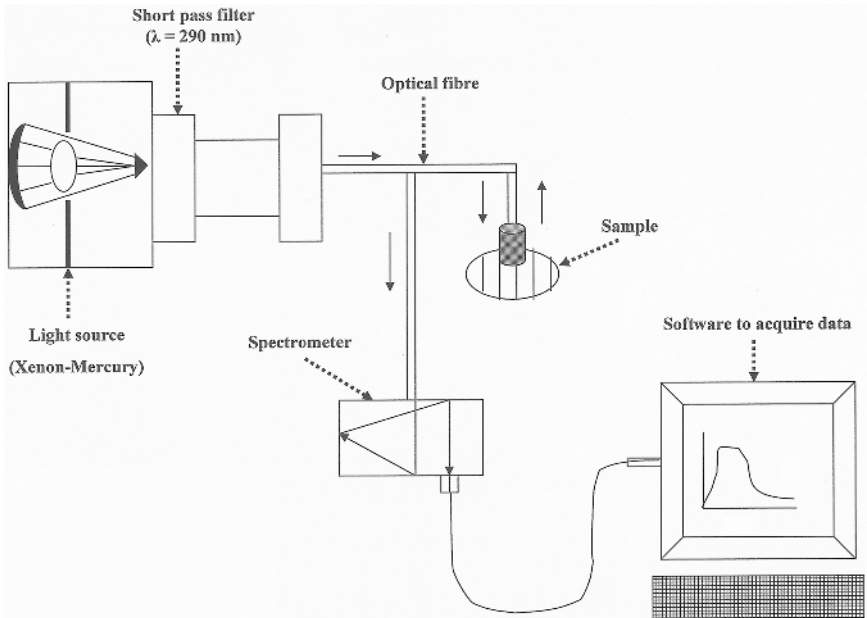 Short pass filter
(λ = 290 nm)
Optical fibre
Sample
Light source
(Xenon-Mercury)
Spectrometer
Software to acquire data